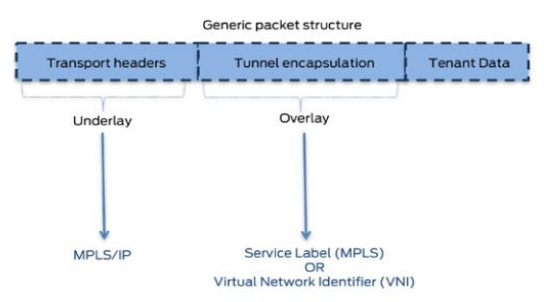 Generic packet structure
Transport headers
Tunnel encapsulation
Tenant Data
Underlay
Overlay
MPLS/IP
Service Label (MPLS)
OR
Virtual Network Identifier (VNI)